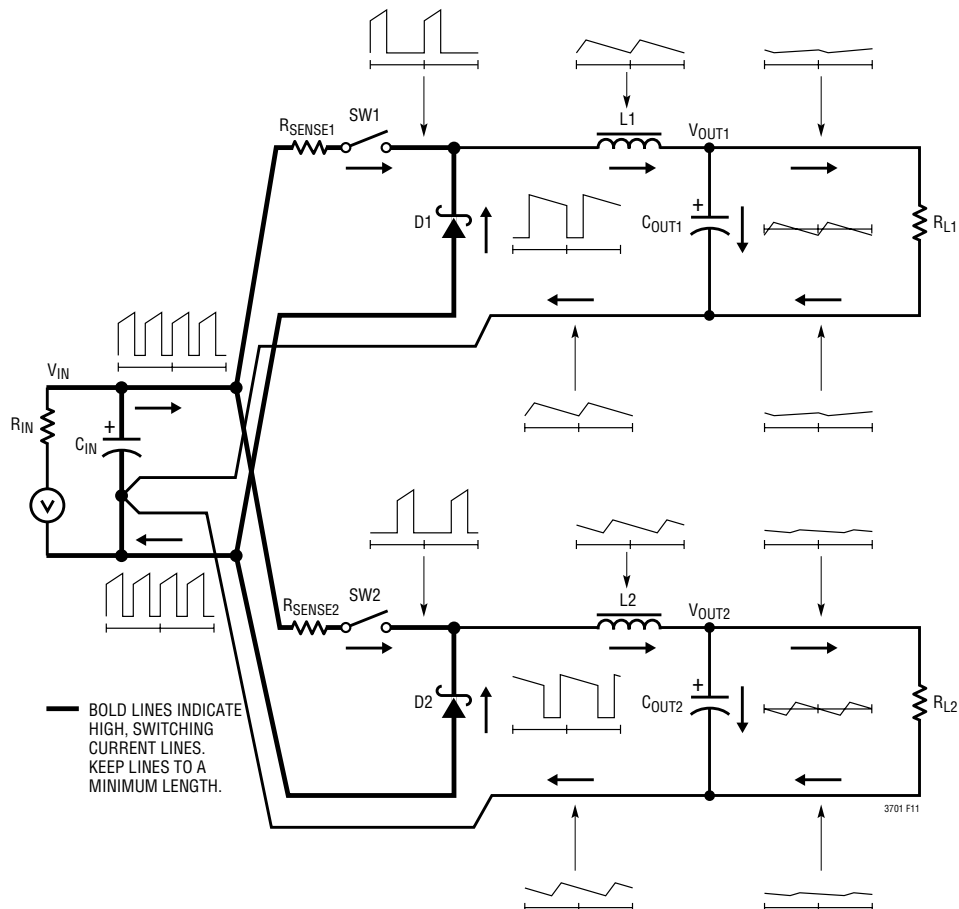 SW1
RSENSE1
L1
VOUT1
D1
+
COUT1
RL1
VIN
RIN
+
CIN
V
SW2
RSENSE2
L2
VOUT2
D2
+
COUT2
RL2
BOLD LINES INDICATE
HIGH, SWITCHING
CURRENT LINES.
KEEP LINES TO A
MINIMUM LENGTH.
3701 F11